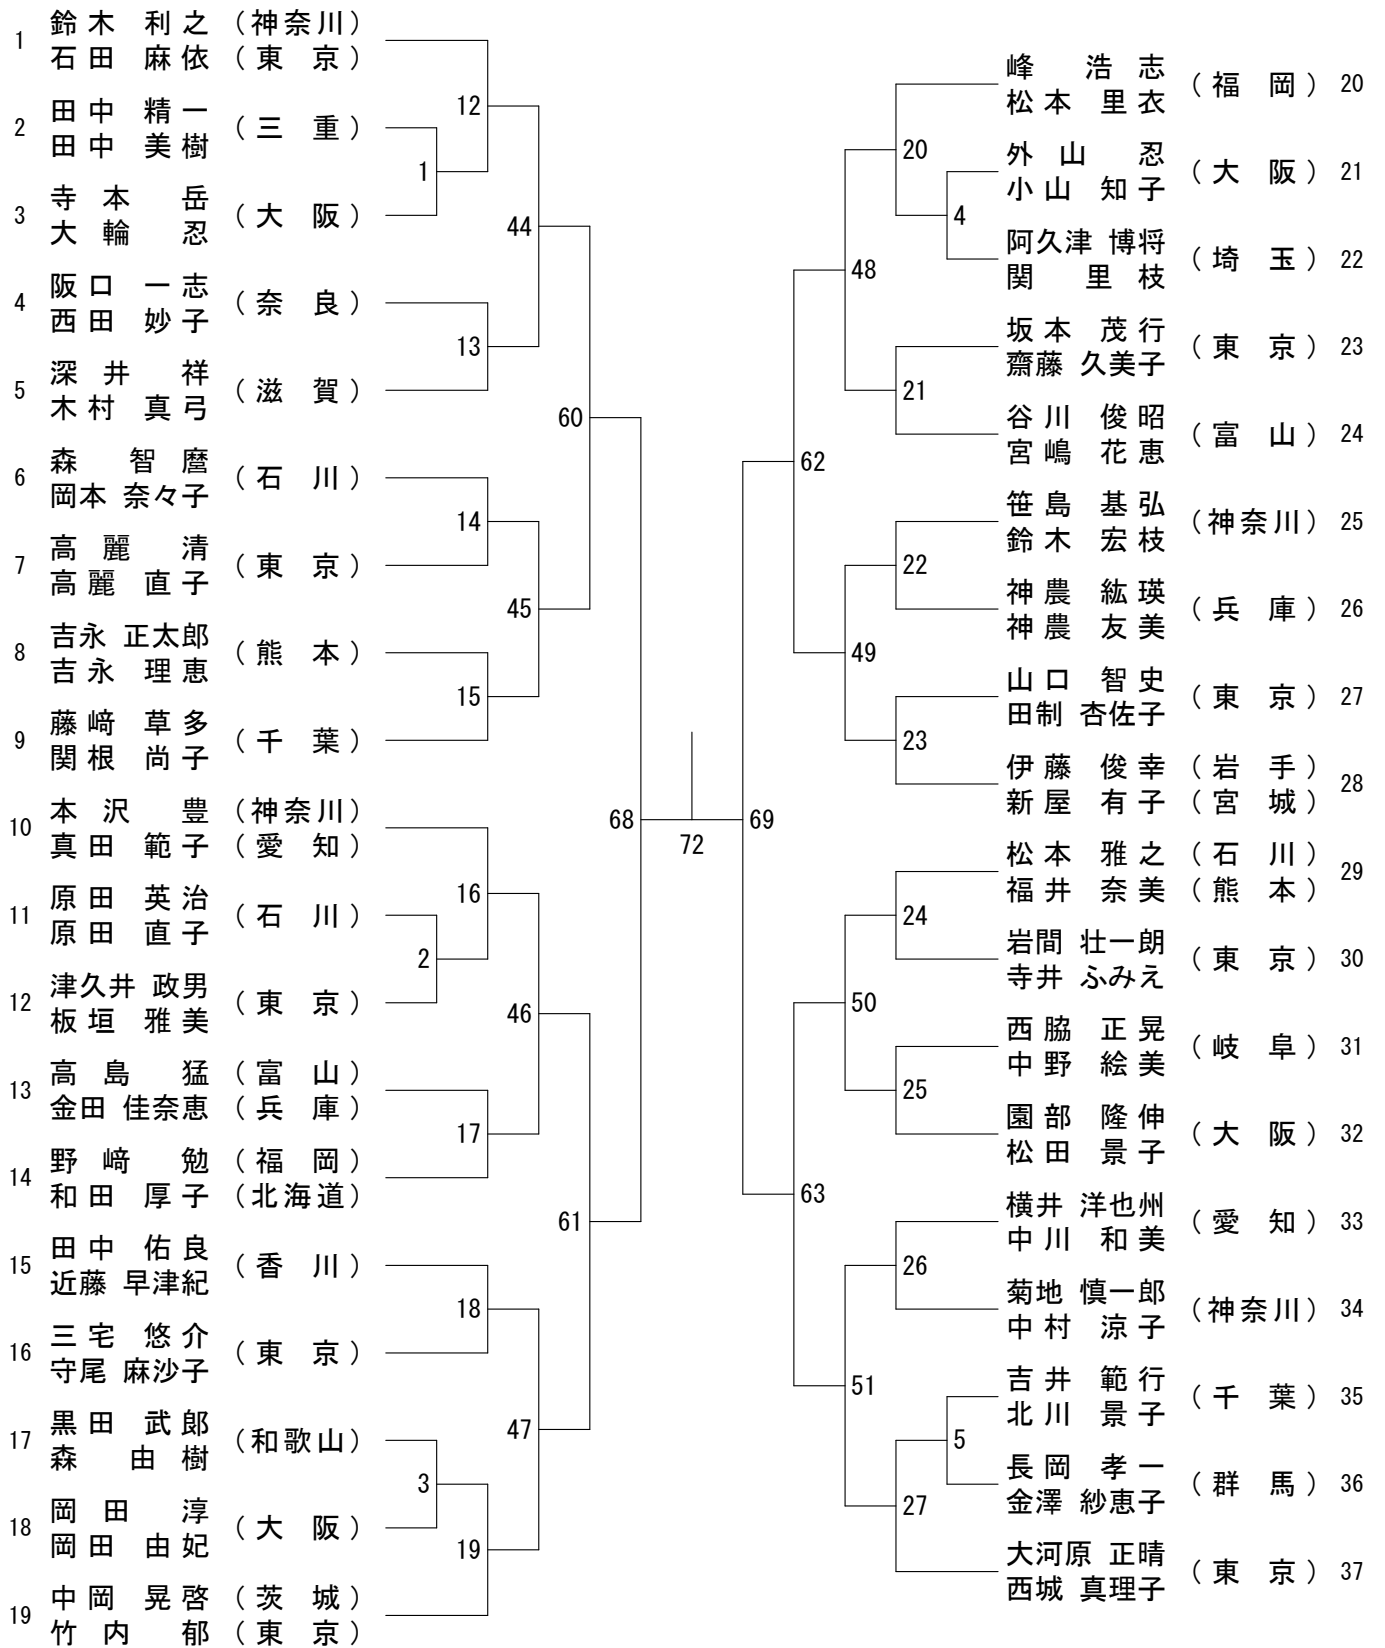 1 鈴木 利之 (神奈川)
石田 麻依 (東 京)
2 田中 精一 (三 重)
田中 美樹
1
3 寺本 岳 (大 阪)
大輪 忍
12
4 阪口 一志 (奈 良)
西田 妙子
5 深井 祥 (滋 賀)
木村 真弓
13
44
6 森 智麿 (石 川)
岡本 奈々子
7 高麗 清 (東 京)
高麗 直子
14
8 吉永 正太郎 (熊 本)
吉永 理恵
9 藤﨑 草多 (千 葉)
関根 尚子
15
45
60
10 本沢 豊 (神奈川)
真田 範子 (愛 知)
11 原田 英治 (石 川)
原田 直子
2
12 津久井 政男 (東 京)
板垣 雅美
16
13 高島 猛 (富 山)
金田 佳奈恵 (兵 庫)
14 野﨑 勉 (福 岡)
和田 厚子 (北海道)
17
46
15 田中 佑良 (香 川)
近藤 早津紀
16 三宅 悠介 (東 京)
守尾 麻沙子
18
17 黒田 武郎 (和歌山)
森 由樹
3
18 岡田 淳 (大 阪)
岡田 由妃
19
19 中岡 晃啓 (茨 城)
竹内 郁 (東 京)
47
61
68
72
69
峰 浩志 (福 岡) 20
松本 里衣
20
外山 忍 (大 阪) 21
小山 知子
4
阿久津 博将 (埼 玉) 22
関 里枝
48
坂本 茂行 (東 京) 23
齋藤 久美子
21
谷川 俊昭 (富 山) 24
宮嶋 花恵
62
笹島 基弘 (神奈川) 25
鈴木 宏枝
22
神農 紘瑛 (兵 庫) 26
神農 友美
49
山口 智史 (東 京) 27
田制 杏佐子
23
伊藤 俊幸 (岩 手) 28
新屋 有子 (宮 城)
松本 雅之 (石 川) 29
福井 奈美 (熊 本)
24
岩間 壮一朗 (東 京) 30
寺井 ふみえ
50
西脇 正晃 (岐 阜) 31
中野 絵美
25
園部 隆伸 (大 阪) 32
松田 景子
63
横井 洋也州 (愛 知) 33
中川 和美
26
菊地 慎一郎 (神奈川) 34
中村 涼子
51
吉井 範行 (千 葉) 35
北川 景子
5
長岡 孝一 (群 馬) 36
金澤 紗恵子
27
大河原 正晴 (東 京) 37
西城 真理子